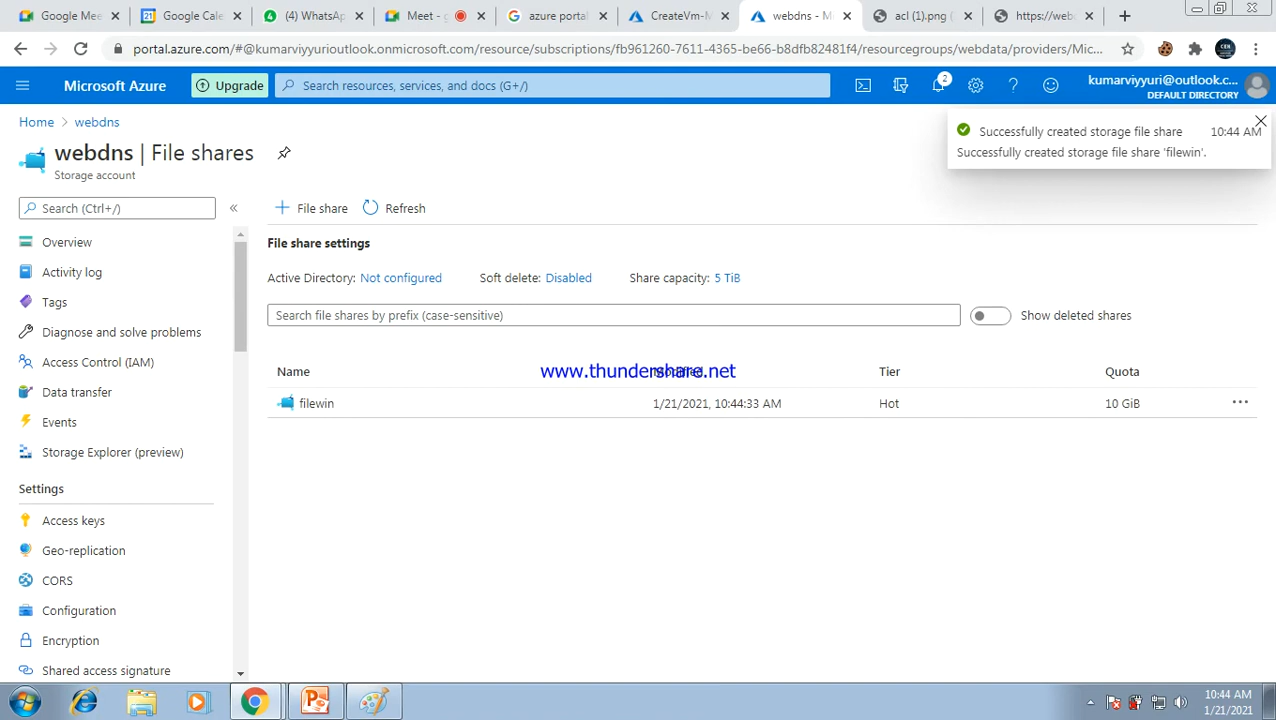 Google Mee
Google Cale
(4) WhatsAp
Meet - g
azure portal
CreateVm-M
webdns - M
acl (1).png (
https://web
portal.azure.com/#@kumarviyyurioutlook.onmicrosoft.com/resource/subscriptions/fb961260-7611-4365-be66-b8dfb82481f4/resourcegroups/webdata/providers/Mic...
Microsoft Azure
Upgrade
Search resources, services, and docs (G+/)
2
kumarviyyuri@outlook.c...
DEFAULT DIRECTORY
Home > webdns
Successfully created storage file share 10:44 AM
Successfully created storage file share 'filewin'.
webdns | File shares
Storage account
Search (Ctrl+/)
Overview
Activity log
Tags
Diagnose and solve problems
Access Control (IAM)
Data transfer
Events
Storage Explorer (preview)
Settings
Access keys
Geo-replication
CORS
Configuration
Encryption
Shared access signature
File share
Refresh
File share settings
Active Directory: Not configured Soft delete: Disabled Share capacity: 5 TiB
Search file shares by prefix (case-sensitive)
Show deleted shares
Name Tier Quota
www.thundershare.net
filewin 1/21/2021, 10:44:33 AM Hot 10 GiB
10:44 AM
1/21/2021